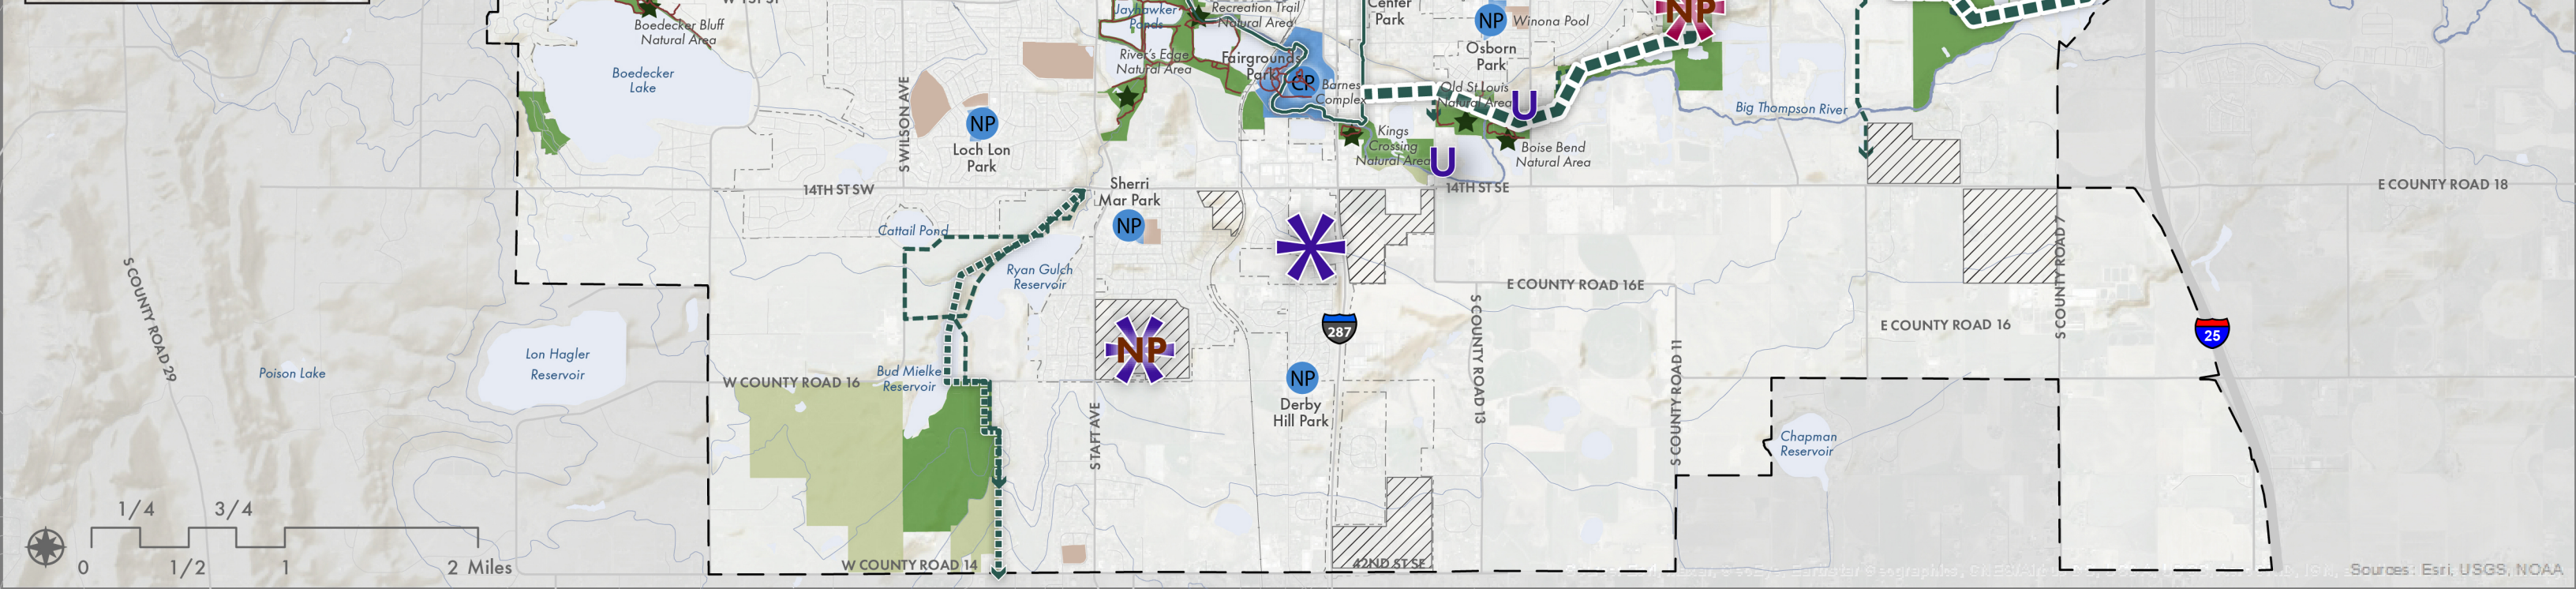 W 1ST ST
Boedecker Bluff
Natural Area
Boedecker
Lake
Jayhawker
Ponds
Recreation Trail
Natural Area
River's Edge
Natural Area
Fairgrounds
Park
CP
Center
Park
Barnes
Complex
NP
Winona Pool
Osborn
Park
NP
Old St Louis
Natural Area
U
Big Thompson River
S WILSON AVE
NP
Loch Lon
Park
Kings
Crossing
Natural Area
U
Boise Bend
Natural Area
14TH ST SW
Sherri
Mar Park
NP
14TH ST SE
E COUNTY ROAD 18
Cattail Pond
Ryan Gulch
Reservoir
S COUNTY ROAD 29
E COUNTY ROAD 16E
S COUNTY ROAD 7
287
E COUNTY ROAD 16
25
Lon Hagler
Reservoir
Poison Lake
NP
S COUNTY ROAD 13
S COUNTY ROAD 11
W COUNTY ROAD 16
Bud Mielke
Reservoir
NP
Derby
Hill Park
S TAFT AVE
Chapman
Reservoir
1/4
3/4
0
1/2
1
2 Miles
W COUNTY ROAD 14
42ND ST SE
Sources: Esri, USGS, NOAA